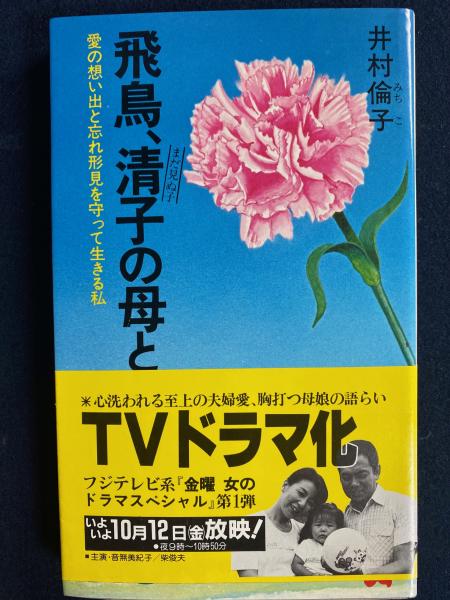 井村倫子
みちこ
飛鳥、清子の母と
まだ見ぬ子
愛の想い出と忘れ形見を守って生きる私
＊心洗われる至上の夫婦愛、胸打つ母娘の語らい
TVドラマ化
フジテレビ系『金曜 女の
ドラマスペシャル』第1弾
いよいよ10月12日(金)放映！
●夜9時〜10時50分
■主演・音無美紀子／柴俊夫